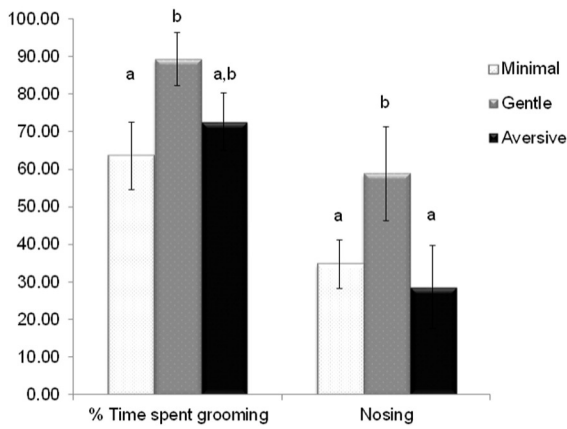 100.00
90.00
80.00
70.00
60.00
50.00
40.00
30.00
20.00
10.00
0.00
a
b
a,b
a
b
a
% Time spent grooming
Nosing
Minimal
Gentle
Aversive